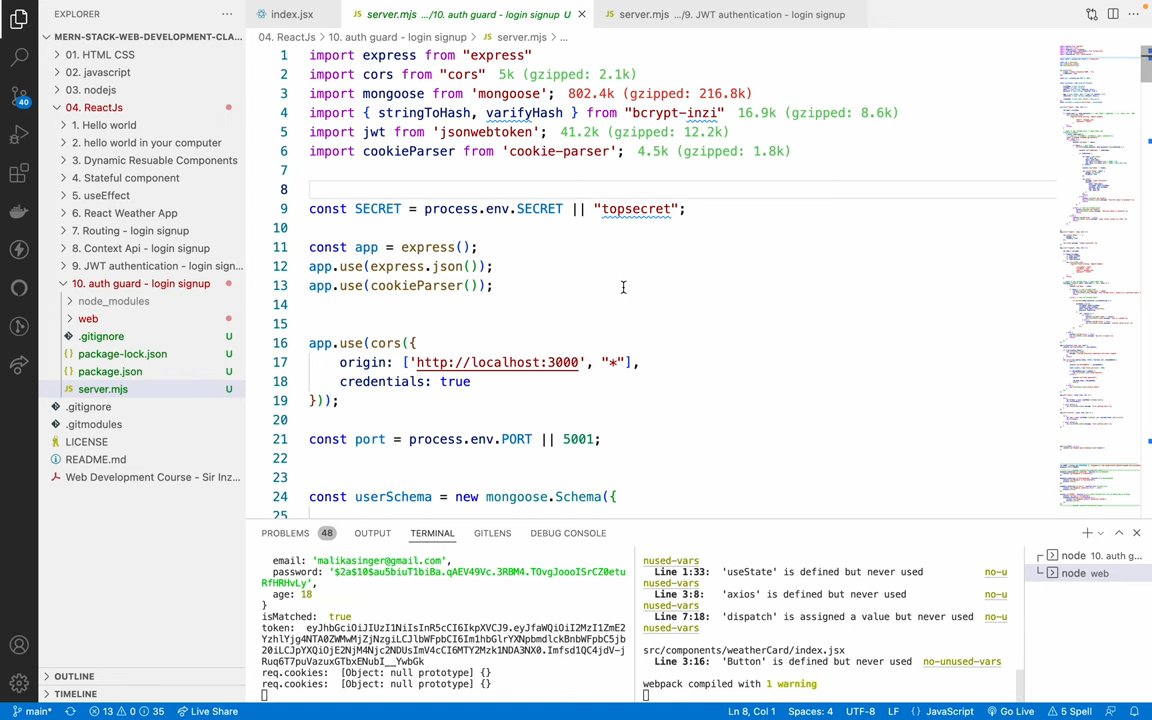 EXPLORER
MERN-STACK-WEB-DEVELOPMENT-CLA...
01. HTML CSS
02. javascript
03. nodejs
04. ReactJs
1. Hello world
2. hello world in your computer
3. Dynamic Resuable Components
4. Stateful component
5. useEffect
6. React Weather App
7. Routing - login signup
8. Context Api - login signup
9. JWT authentication - login sign...
10. auth guard - login signup
node_modules
web
.gitignore U
package-lock.json U
package.json U
server.mjs U
.gitignore
.gitmodules
LICENSE
README.md
Web Development Course - Sir Inz...
OUTLINE
TIMELINE
40
index.jsx
server.mjs .../10. auth guard - login signup U
server.mjs .../9. JWT authentication - login signup
04. ReactJs > 10. auth guard - login signup > server.mjs > ...
1 import express from "express"
2 import cors from "cors" 5k (gzipped: 2.1k)
3 import mongoose from 'mongoose'; 802.4k (gzipped: 216.8k)
4 import { stringToHash, varifyHash } from "bcrypt-inzi" 16.9k (gzipped: 8.6k)
5 import jwt from 'jsonwebtoken'; 41.2k (gzipped: 12.2k)
6 import cookieParser from 'cookie-parser'; 4.5k (gzipped: 1.8k)
7
8
9 const SECRET = process.env.SECRET || "topsecret";
10
11 const app = express();
12 app.use(express.json());
13 app.use(cookieParser());
14
15
16 app.use(cors({
17 origin: ['http://localhost:3000', "*"],
18 credentials: true
19 }));
20
21 const port = process.env.PORT || 5001;
22
23
24 const userSchema = new mongoose.Schema({
25
PROBLEMS 48 OUTPUT TERMINAL GITLENS DEBUG CONSOLE
email: 'malikasinger@gmail.com',
age: 18
}
isMatched: true
req.cookies: [Object: null prototype] {}
req.cookies: [Object: null prototype] {}
nused-vars
Line 1:33: 'useState' is defined but never used no-u
nused-vars
Line 3:8: 'axios' is defined but never used no-u
nused-vars
Line 7:18: 'dispatch' is assigned a value but never used no-u
nused-vars
src/components/weatherCard/index.jsx
Line 3:16: 'Button' is defined but never used no-unused-vars
webpack compiled with 1 warning
node 10. auth g...
node web
main* 13 0 35 Live Share
Ln 8, Col 1 Spaces: 4 UTF-8 LF {} JavaScript Go Live 5 Spell